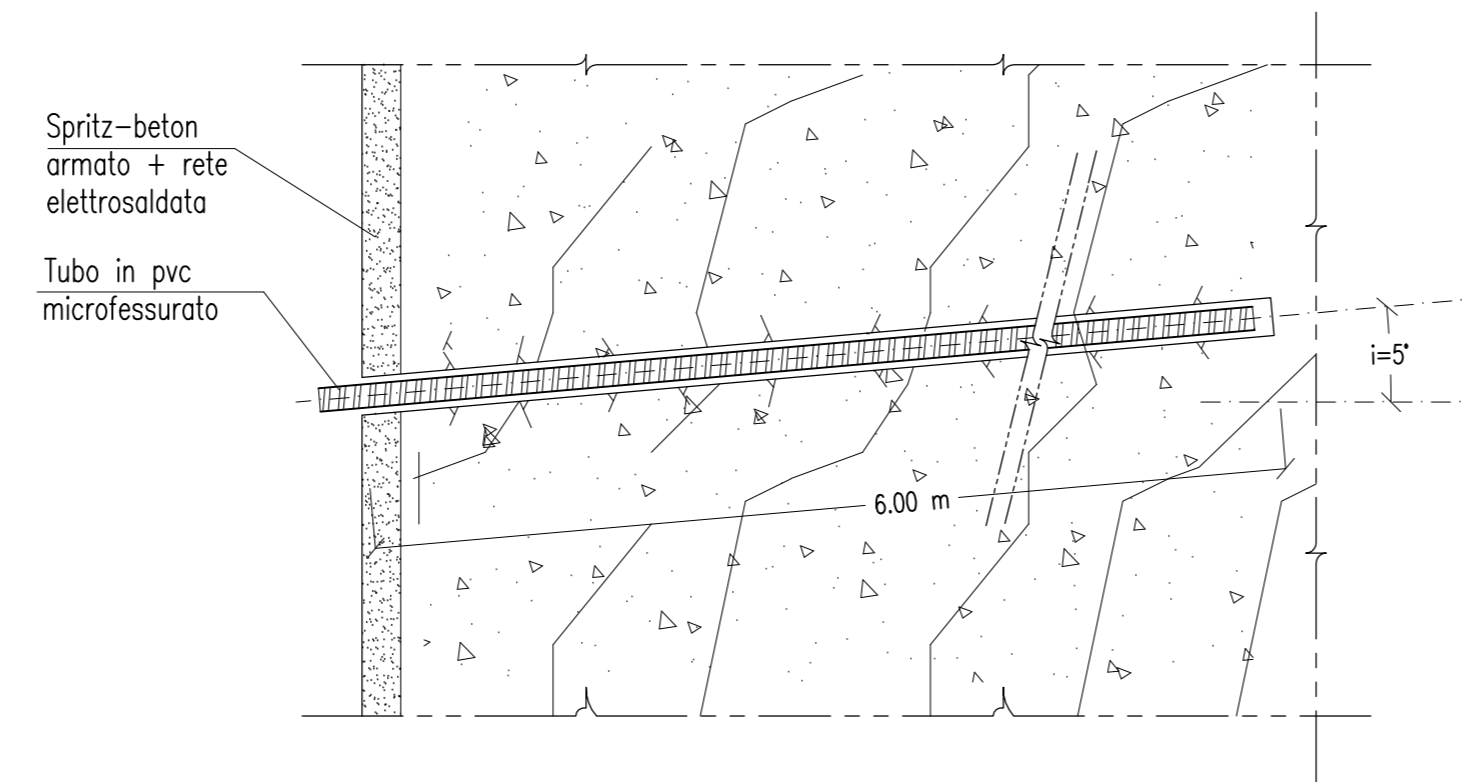 Spritz-beton
armato + rete
elettrosaldata
Tubo in pvc
microfessurato
i=5°
6.00 m